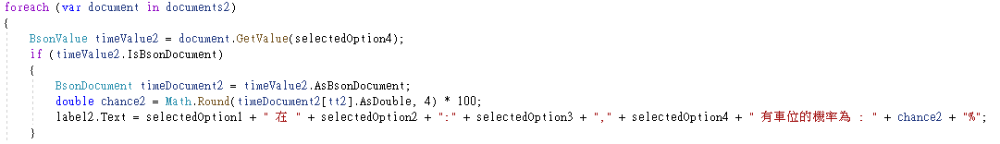 foreach (var document in documents2)
{
BsonValue timeValue2 = document.GetValue(selectedOption4);
if (timeValue2.IsBsonDocument)
{
BsonDocument timeDocument2 = timeValue2.AsBsonDocument;
double chance2 = Math.Round(timeDocument2[tt2].AsDouble, 4) * 100;
label2.Text = selectedOption1 + " 在 " + selectedOption2 + ":" + selectedOption3 + "," + selectedOption4 + " 有車位的機率為 : " + chance2 + "%";
}